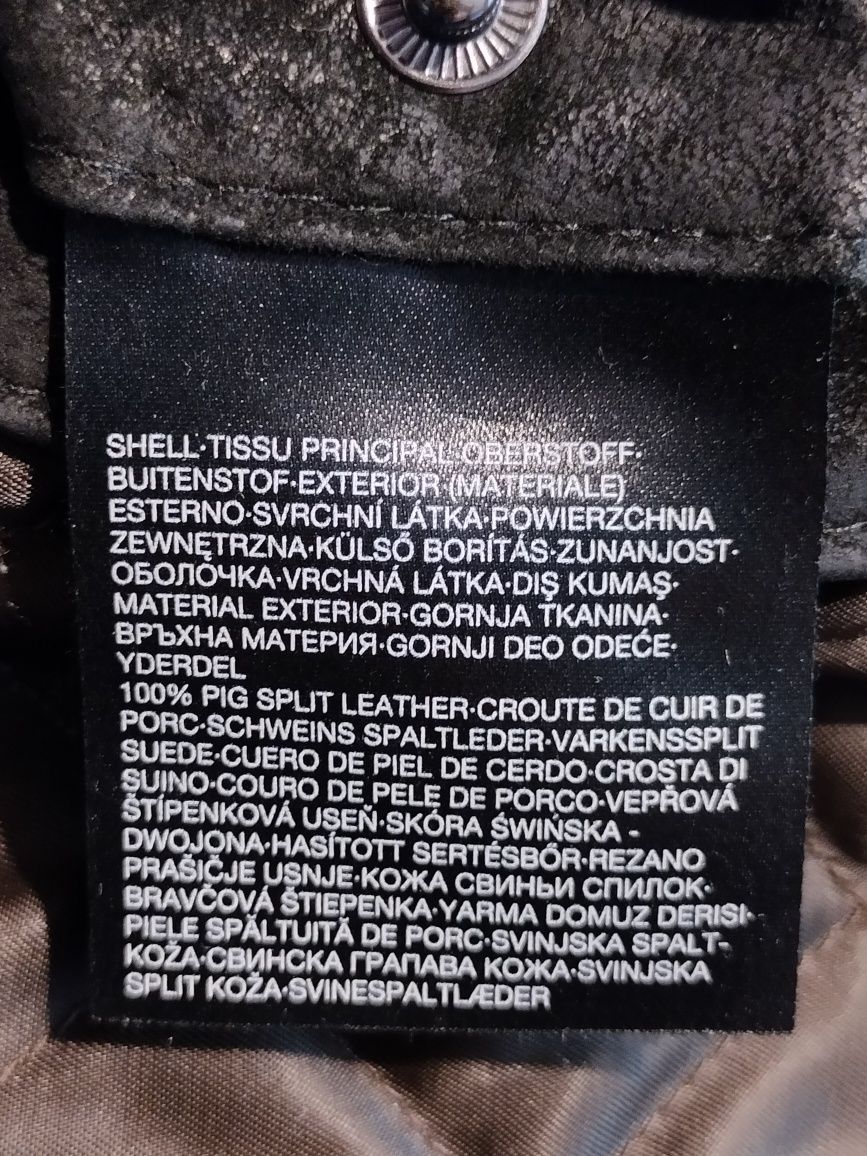 SHELL·TISSU PRINCIPAL·OBERSTOFF·
BUITENSTOF·EXTERIOR·(MATERIALE)
ESTERNO·SVRCHNÍ LÁTKA·POWIERZCHNIA
ZEWNĘTRZNA·KÜLSŐ BORÍTÁS·ZUNANJOST·
ОБОЛОЧКА·VRCHNÁ LÁTKA·DIŞ KUMAŞ·
MATERIAL EXTERIOR·GORNJA TKANINA·
ВРЪХНА МАТЕРИЯ·GORNJI DEO ODEĆE·
YDERDEL
100% PIG SPLIT LEATHER·CROUTE DE CUIR DE
PORC·SCHWEINS SPALTLEDER·VARKENSSPLIT
SUEDE·CUERO DE PIEL DE CERDO·CROSTA DI
SUINO·COURO DE PELE DE PORCO·VEPŘOVÁ
ŠTÍPENKOVÁ USEŇ·SKÓRA ŚWIŃSKA -
DWOJONA·HASÍTOTT SERTÉSBŐR·REZANO
PRAŠIČJE USNJE·КОЖА СВИНЬИ СПИЛОК·
BRAVČOVÁ ŠTIEPENKA·YARMA DOMUZ DERISI·
PIELE ŞPĂLTUITĂ DE PORC·SVINJSKA SPALT-
KOŽA·СВИНСКА ГРАПАВА КОЖА·SVINJSKA
SPLIT KOŽA·SVINESPALTLÆDER